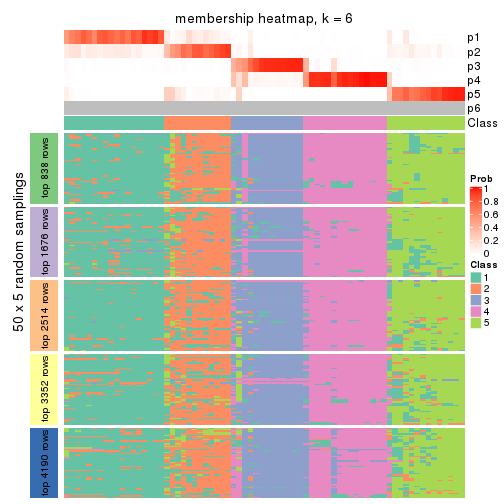 membership heatmap, k = 6
p1
p2
p3
p4
p5
p6
Class
50 x 5 random samplings
top 838 rows
top 1676 rows
top 2514 rows
top 3352 rows
top 4190 rows
Prob
1
0.8
0.6
0.4
0.2
0
Class
1
2
3
4
5